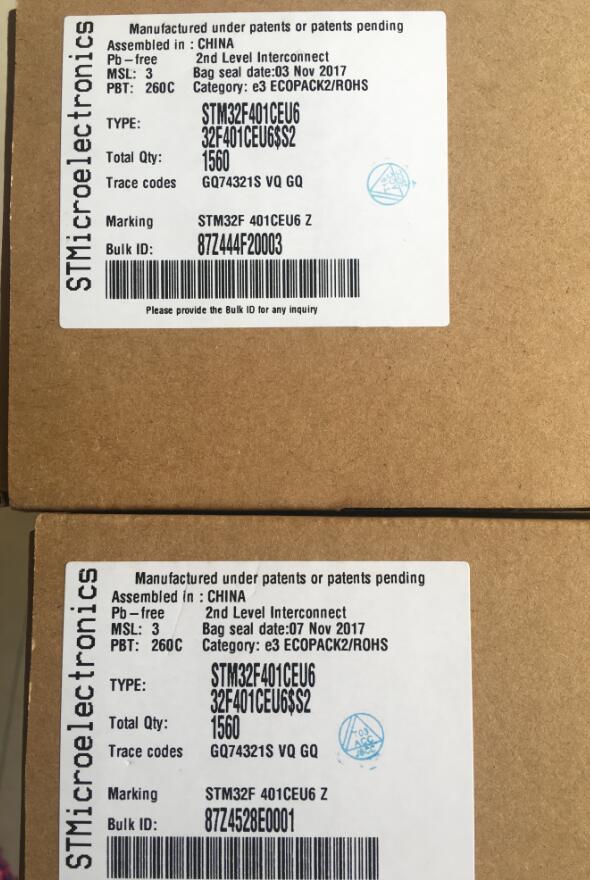 STMicroelectronics
Manufactured under patents or patents pending
Assembled in : CHINA
Pb-free 2nd Level Interconnect
MSL: 3 Bag seal date:03 Nov 2017
PBT: 260C Category: e3 ECOPACK2/ROHS
TYPE: STM32F401CEU6
32F401CEU6$S2
Total Qty: 1560
Trace codes GQ74321S VQ GQ
Marking STM32F 401CEU6 Z
Bulk ID: 87Z444F20003
Please provide the Bulk ID for any inquiry
STMicroelectronics
Manufactured under patents or patents pending
Assembled in : CHINA
Pb-free 2nd Level Interconnect
MSL: 3 Bag seal date:07 Nov 2017
PBT: 260C Category: e3 ECOPACK2/ROHS
TYPE: STM32F401CEU6
32F401CEU6$S2
Total Qty: 1560
Trace codes GQ74321S VQ GQ
Marking STM32F 401CEU6 Z
Bulk ID: 87Z4528E0001